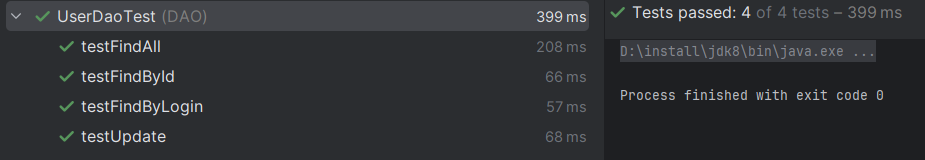 UserDaoTest (DAO) 399 ms
testFindAll 208 ms
testFindById 66 ms
testFindByLogin 57 ms
testUpdate 68 ms
Tests passed: 4 of 4 tests – 399 ms
D:\install\jdk8\bin\java.exe ...
Process finished with exit code 0